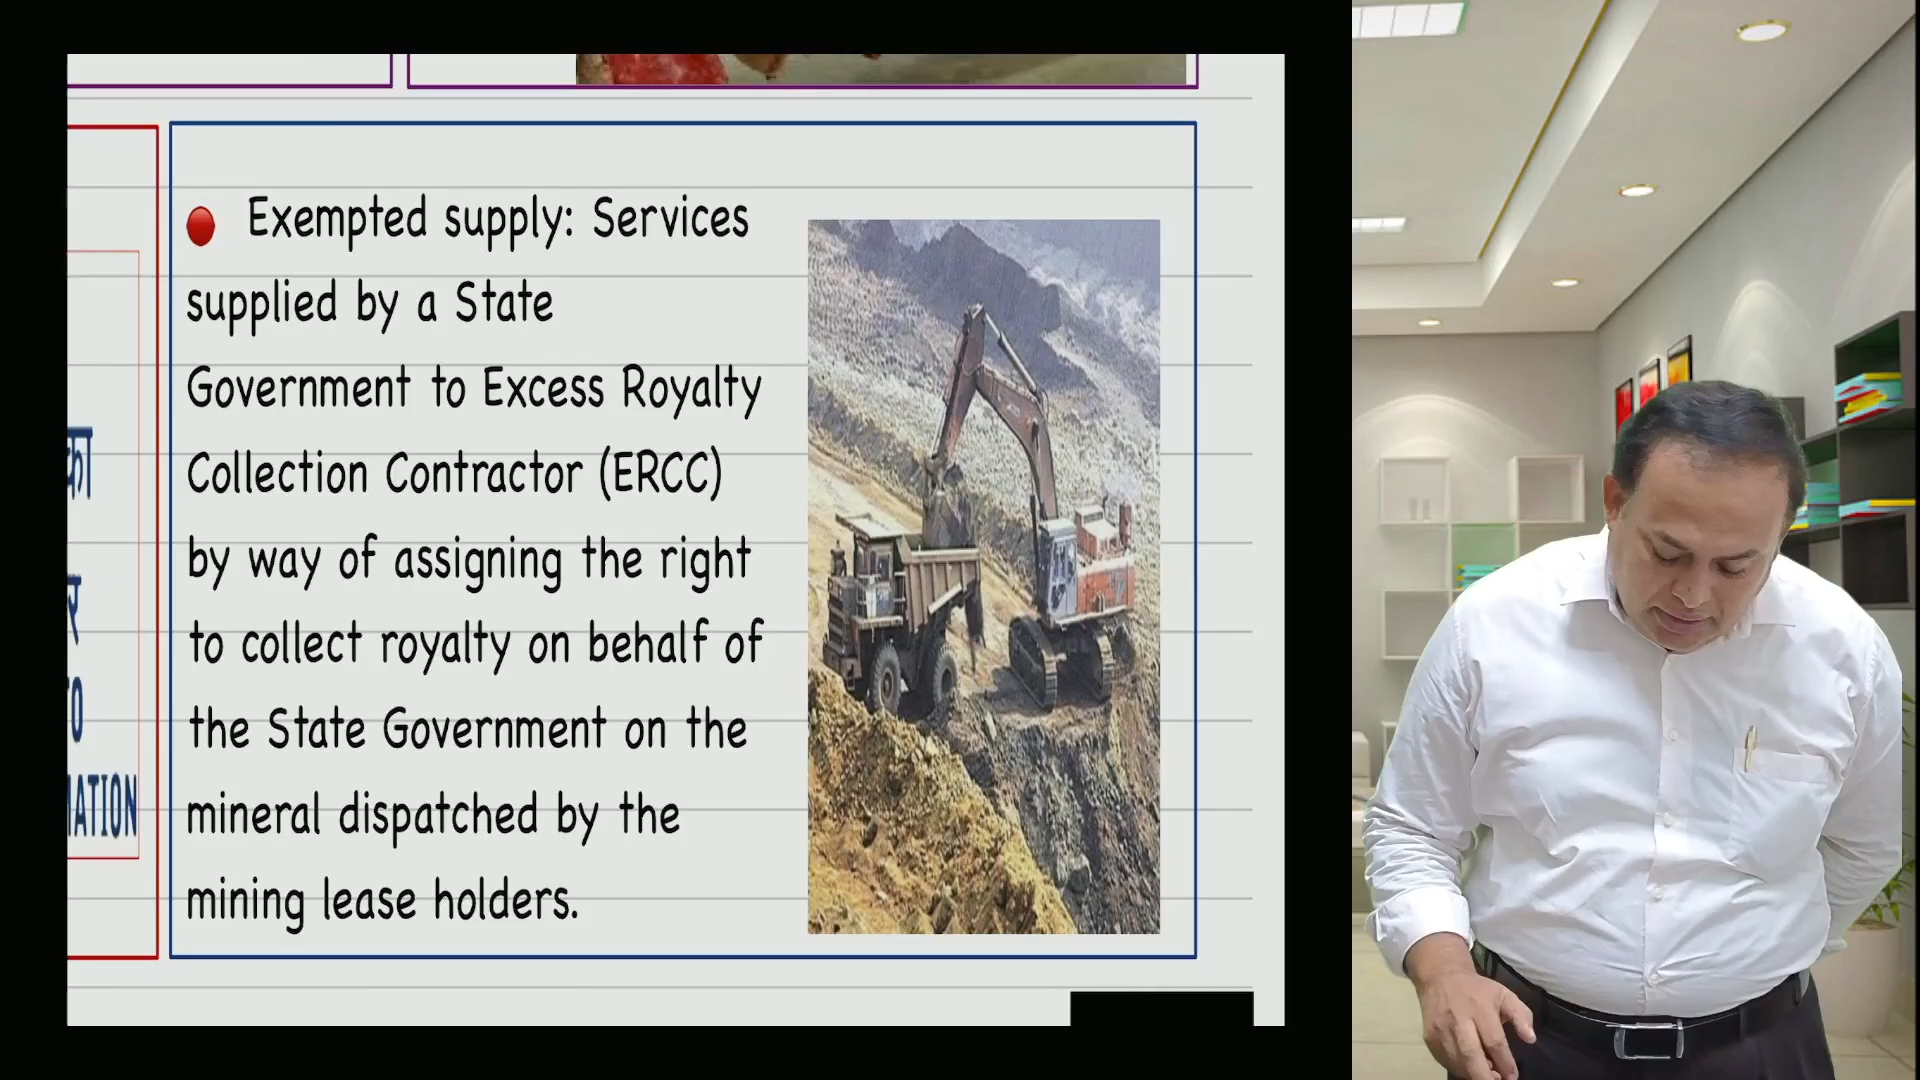 Exempted supply: Services
supplied by a State
Government to Excess Royalty
Collection Contractor (ERCC)
by way of assigning the right
to collect royalty on behalf of
the State Government on the
mineral dispatched by the
mining lease holders.